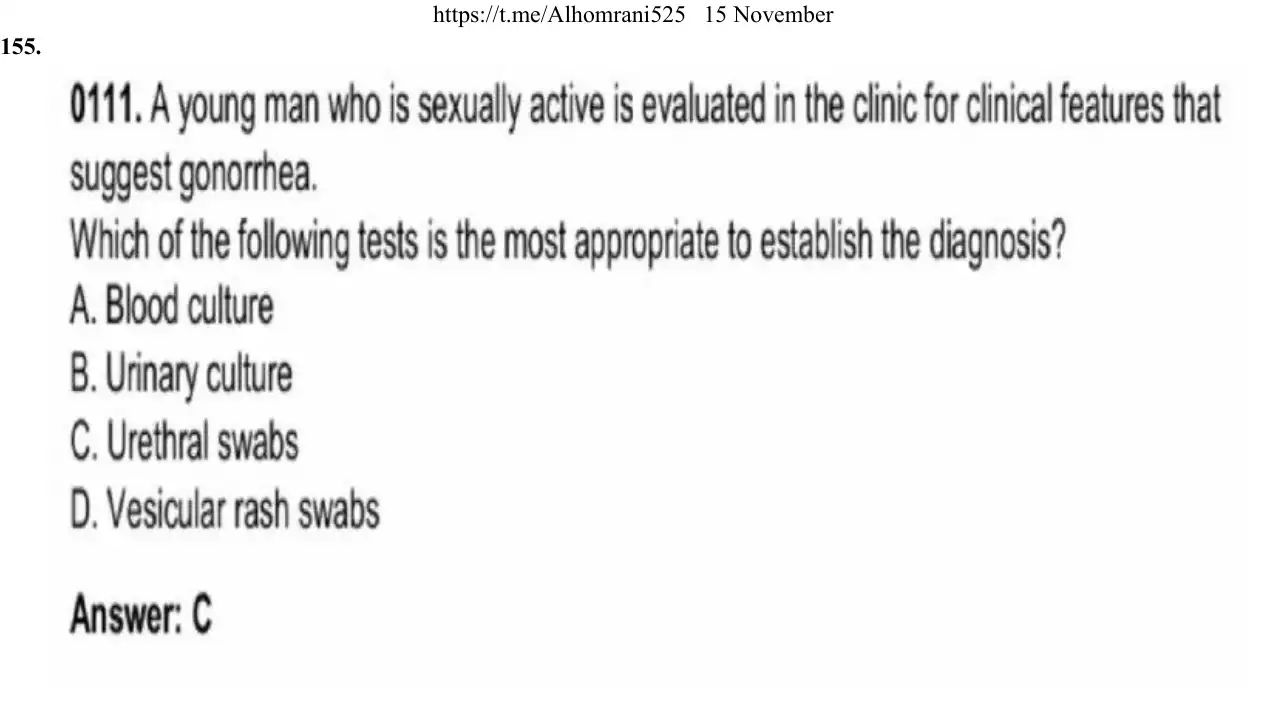 https://t.me/Alhomrani525 15 November
155.
0111. A young man who is sexually active is evaluated in the clinic for clinical features that
suggest gonorrhea.
Which of the following tests is the most appropriate to establish the diagnosis?
A. Blood culture
B. Urinary culture
C. Urethral swabs
D. Vesicular rash swabs
Answer: C